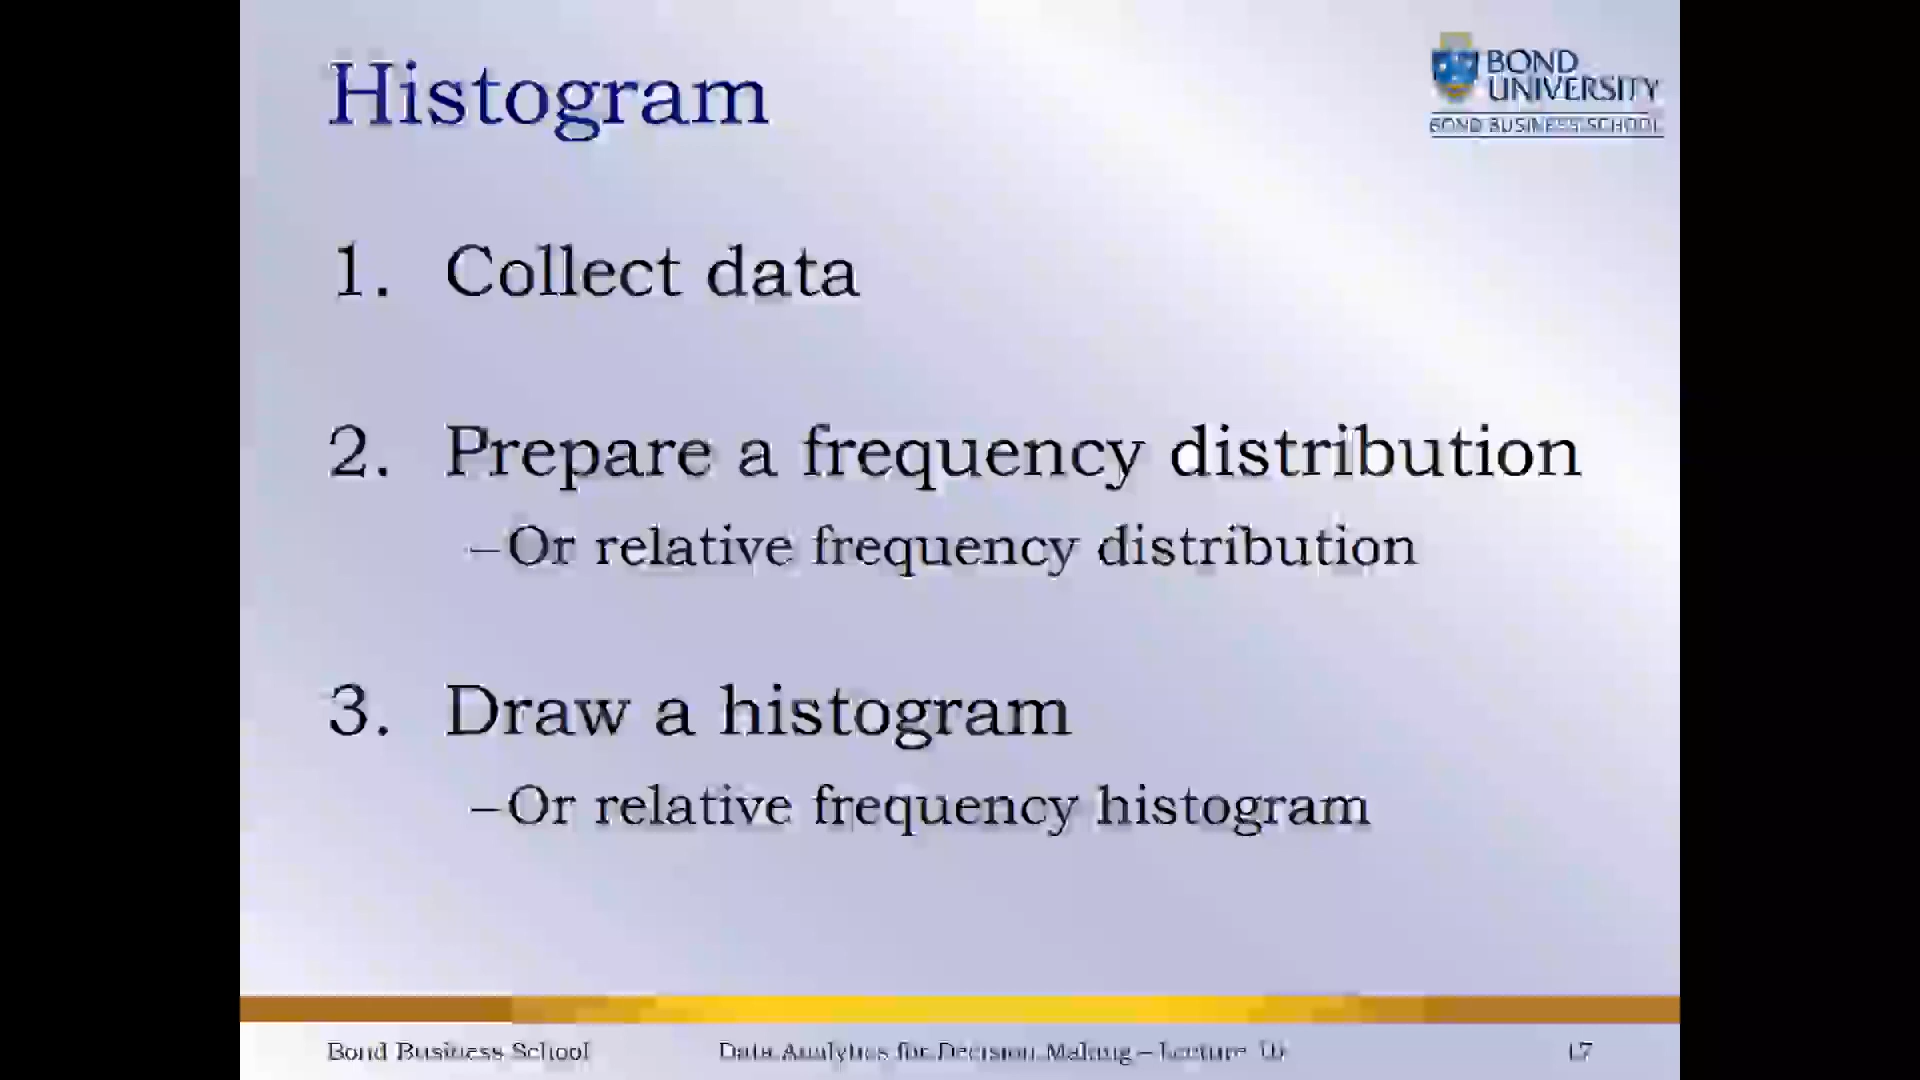 Histogram
BOND
UNIVERSITY
BOND BUSINESS SCHOOL
1. Collect data
2. Prepare a frequency distribution
–Or relative frequency distribution
3. Draw a histogram
–Or relative frequency histogram
Bond Business School
Data Analytics for Decision Making – Lecture
17